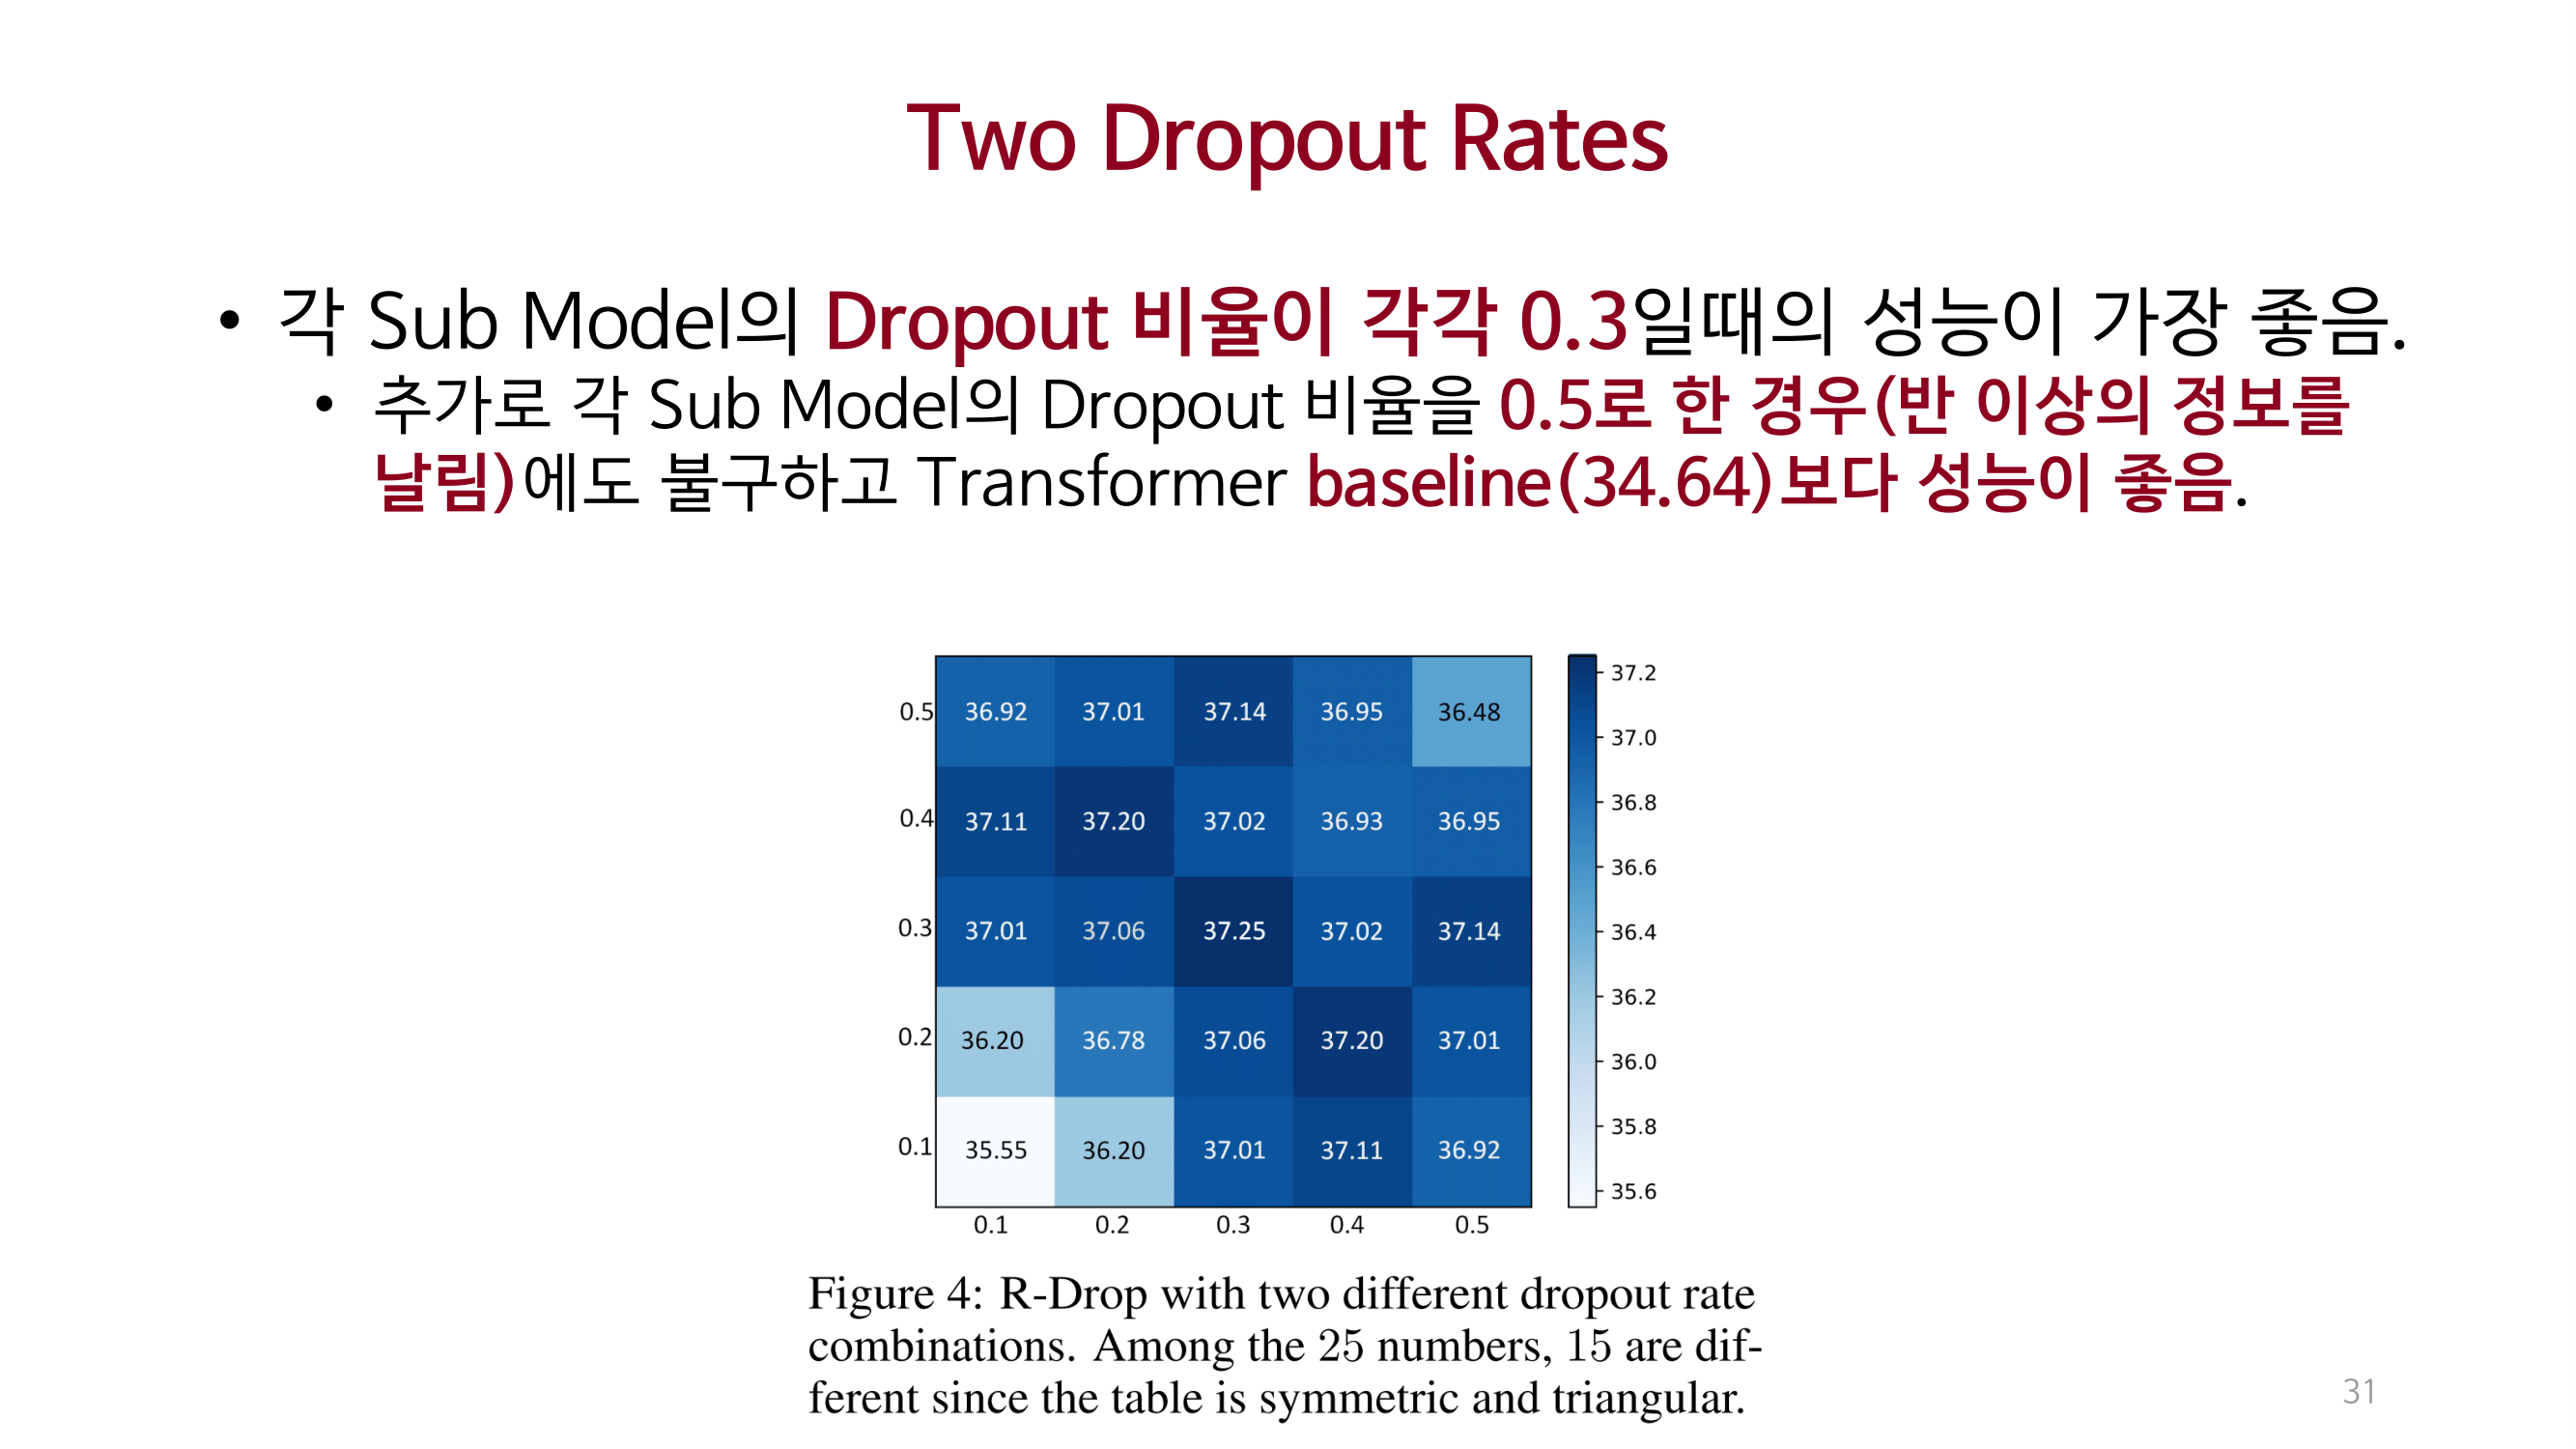 Two Dropout Rates
• 각 Sub Model의 Dropout 비율이 각각 0.3일때의 성능이 가장 좋음.
• 추가로 각 Sub Model의 Dropout 비율을 0.5로 한 경우(반 이상의 정보를
날림)에도 불구하고 Transformer baseline(34.64)보다 성능이 좋음.
0.5 36.92 37.01 37.14 36.95 36.48
0.4 37.11 37.20 37.02 36.93 36.95
0.3 37.01 37.06 37.25 37.02 37.14
0.2 36.20 36.78 37.06 37.20 37.01
0.1 35.55 36.20 37.01 37.11 36.92
0.1 0.2 0.3 0.4 0.5
37.2
37.0
36.8
36.6
36.4
36.2
36.0
35.8
35.6
Figure 4: R-Drop with two different dropout rate
combinations. Among the 25 numbers, 15 are dif-
ferent since the table is symmetric and triangular.
31